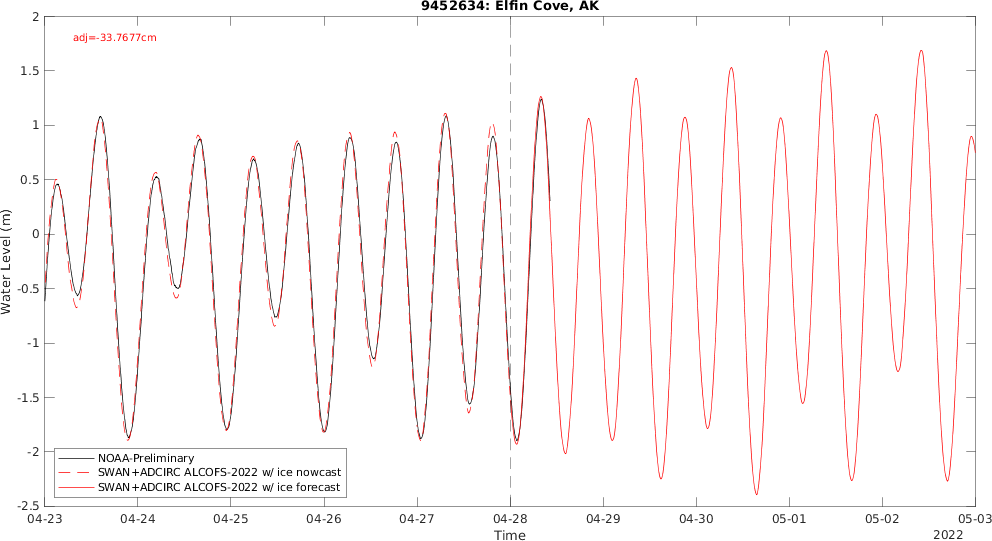 9452634: Elfin Cove, AK
adj=-33.7677cm
Water Level (m)
2
1.5
1
0.5
0
-0.5
-1
-1.5
-2
-2.5
NOAA-Preliminary
SWAN+ADCIRC ALCOFS-2022 w/ ice nowcast
SWAN+ADCIRC ALCOFS-2022 w/ ice forecast
04-23 04-24 04-25 04-26 04-27 04-28 04-29 04-30 05-01 05-02 05-03
Time
2022